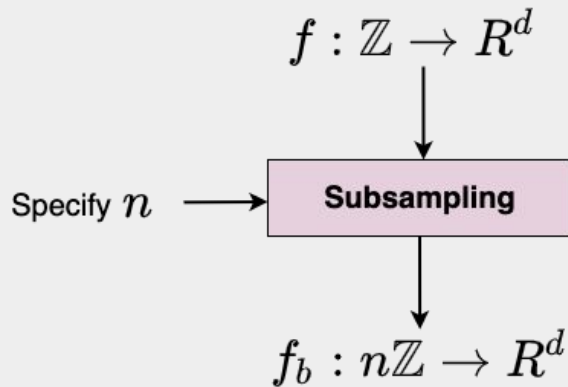 f : ℤ → R^d
Specify n
Subsampling
f_b : nℤ → R^d